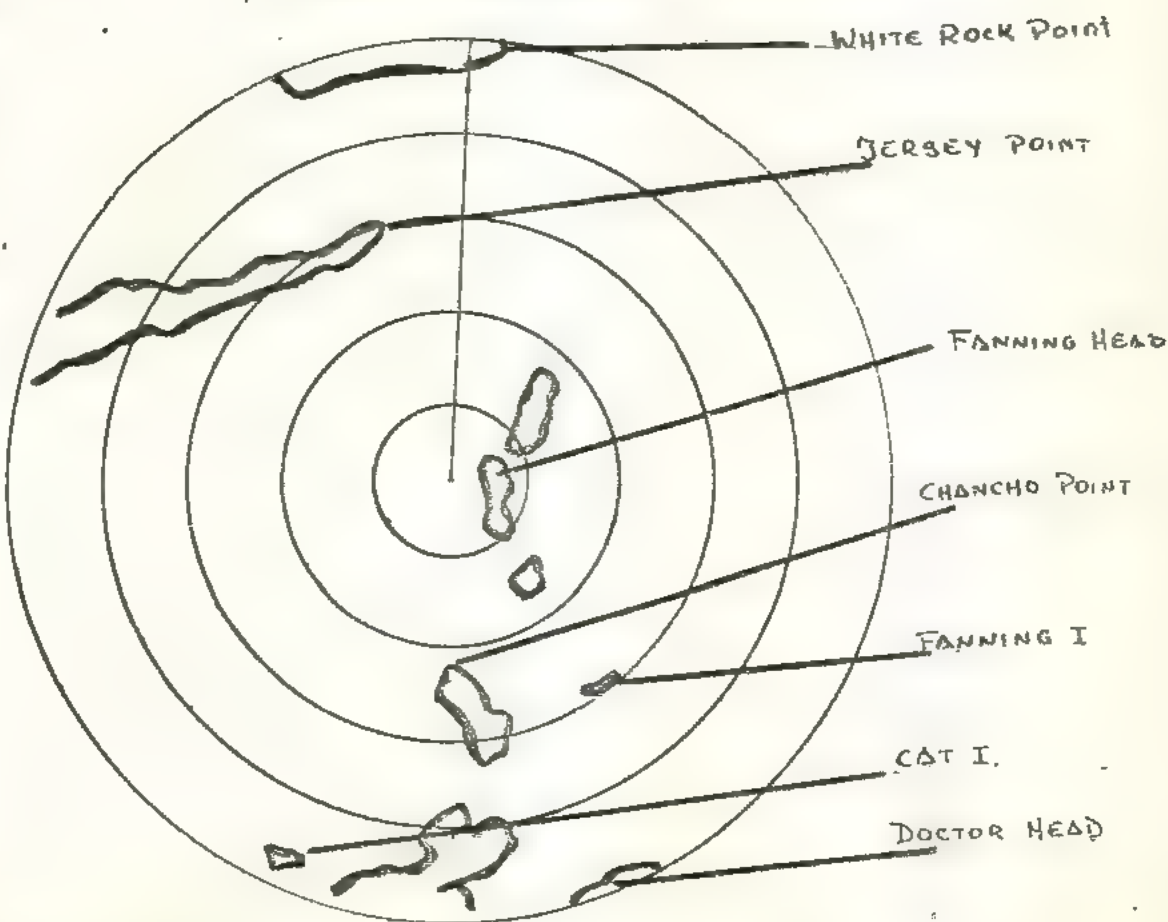 WHITE ROCK POINT
JERSEY POINT
FANNING HEAD
CHANCHO POINT
FANNING I
CAT I.
DOCTOR HEAD